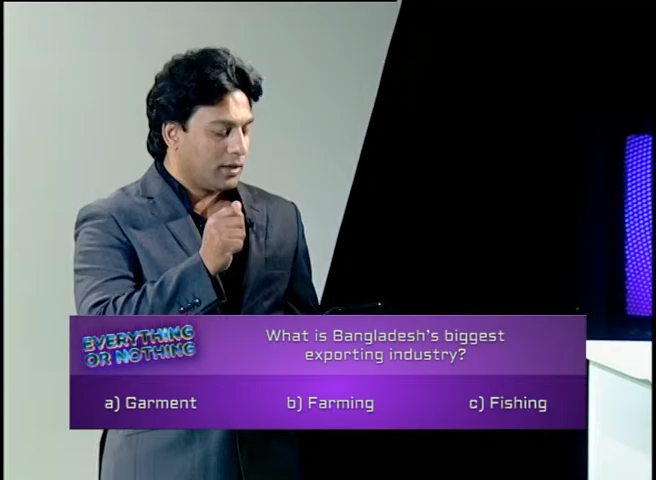 EVERYTHING
OR NOTHING
What is Bangladesh's biggest
exporting industry?
a) Garment
b) Farming
c) Fishing